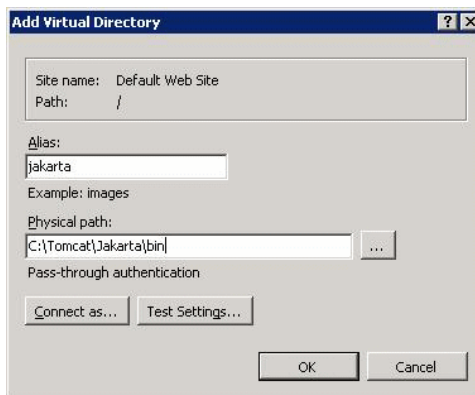 Add Virtual Directory
Site name: Default Web Site
Path: /
Alias:
jakarta
Example: images
Physical path:
C:\Tomcat\Jakarta\bin
...
Pass-through authentication
Connect as... Test Settings...
OK Cancel